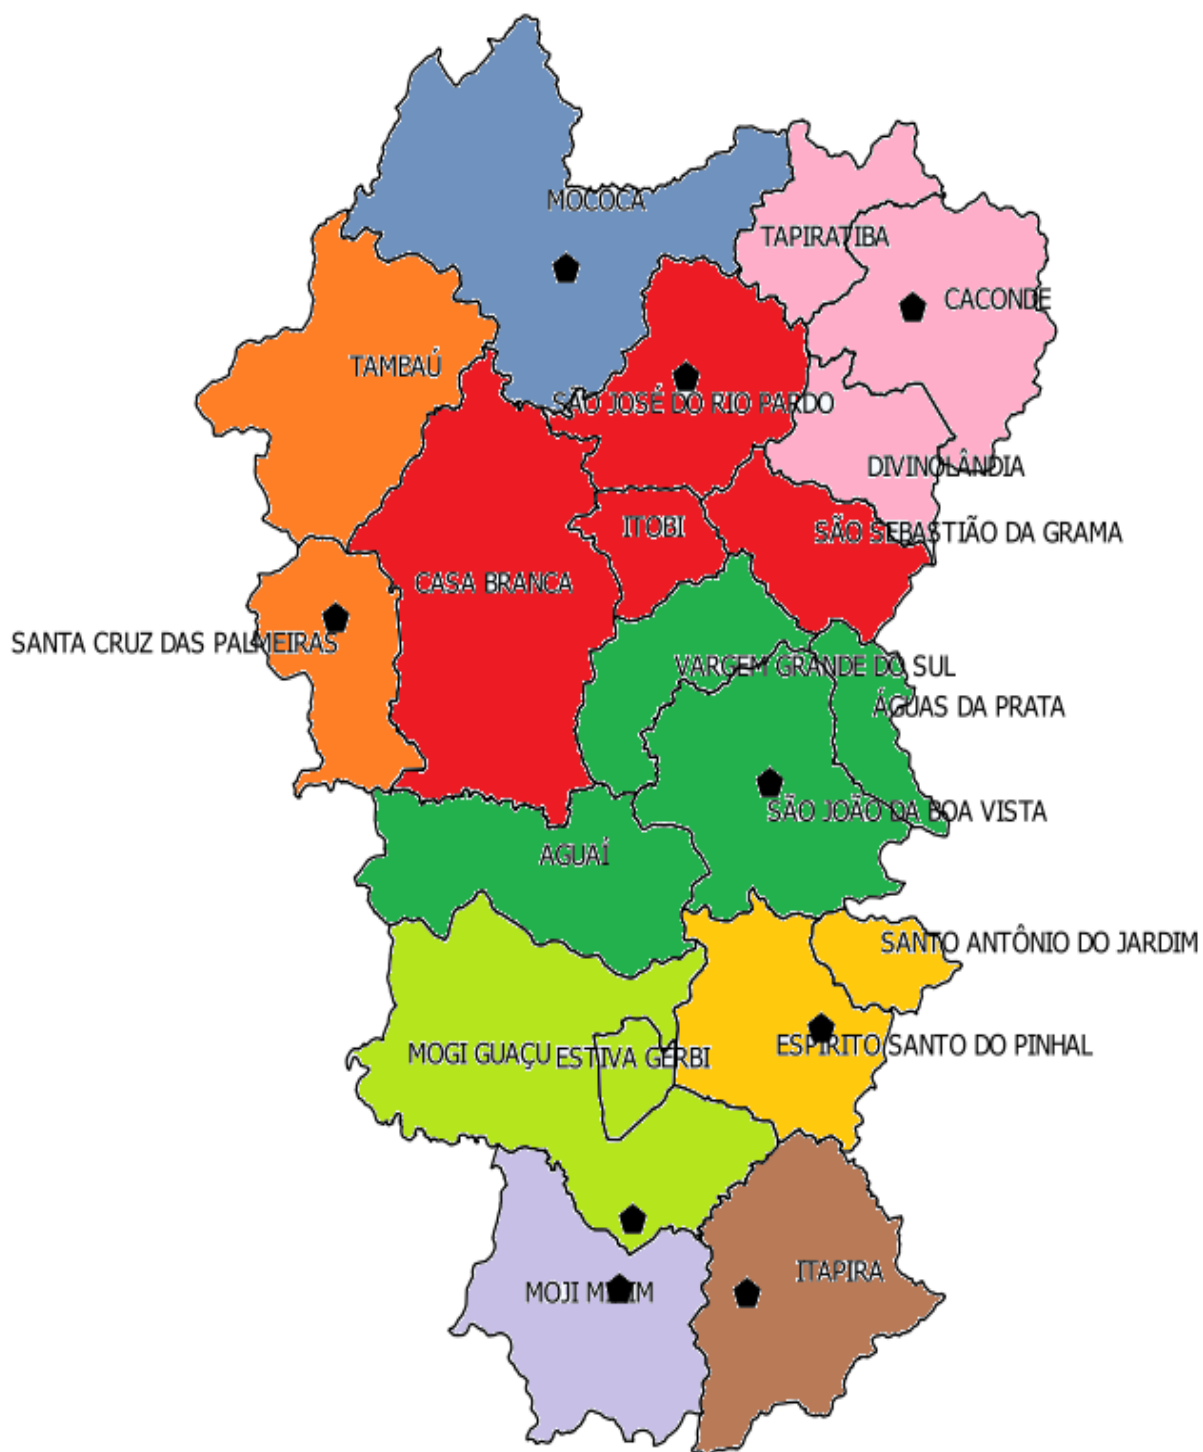 MOCOCA
TAPIRATIBA
CACONDE
TAMBAÚ
SÃO JOSÉ DO RIO PARDO
DIVINOLÂNDIA
ITOBI
SÃO SEBASTIÃO DA GRAMA
CASA BRANCA
SANTA CRUZ DAS PALMEIRAS
VARGEM GRANDE DO SUL
ÁGUAS DA PRATA
SÃO JOÃO DA BOA VISTA
AGUAÍ
SANTO ANTÔNIO DO JARDIM
MOGI GUAÇU
ESTIVA GERBI
ESPÍRITO SANTO DO PINHAL
ITAPIRA
MOJI MIRIM